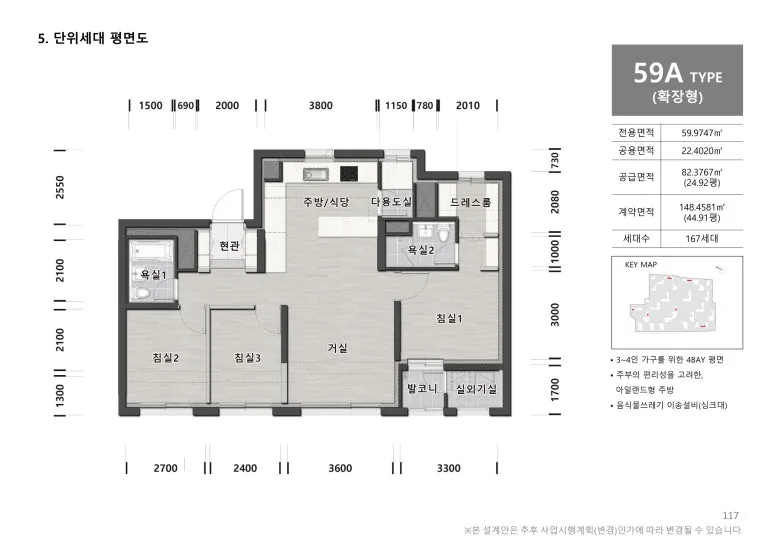 5. 단위세대 평면도
59A TYPE
(확장형)
1500 690 2000 3800 1150 780 2010
전용면적 59.9747㎡
공용면적 22.4020㎡
공급면적 82.3767㎡
(24.92평)
계약면적 148.4581㎡
(44.91평)
세대수 167세대
2550
2100
2100
1300
730
2080
1000
3000
1700
주방/식당
다용도실
드레스룸
현관
욕실2
욕실1
침실1
침실2
침실3
거실
발코니
실외기실
2700 2400 3600 3300
KEY MAP
• 3~4인 가구를 위한 4BAY 평면
• 주부의 편리성을 고려한,
아일랜드형 주방
• 음식물쓰레기 이송설비(싱크대)
117
※본 설계안은 추후 사업시행계획(변경)인가에 따라 변경될 수 있습니다.